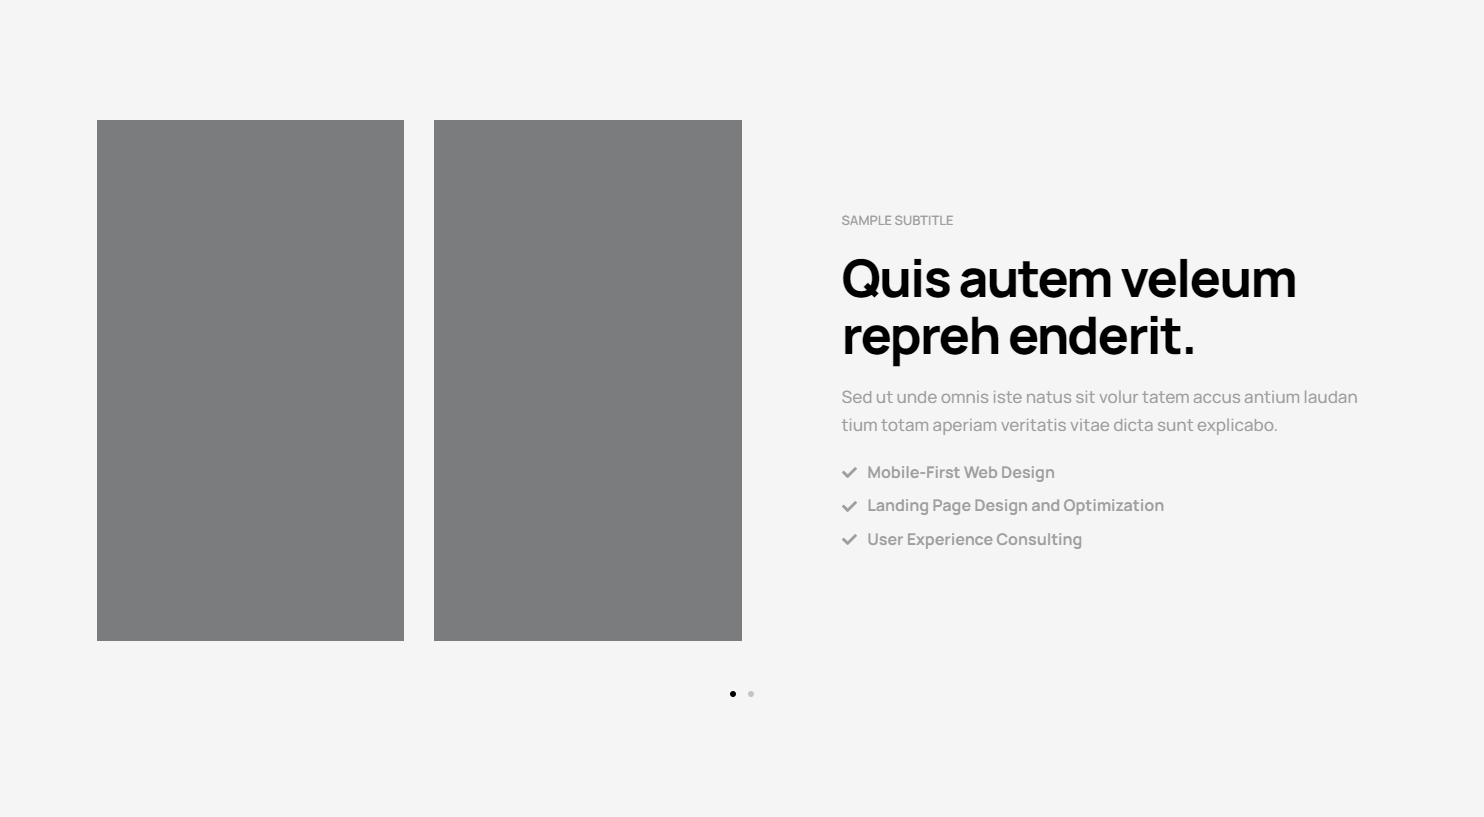 SAMPLE SUBTITLE
Quis autem veleum
repreh enderit.
Sed ut unde omnis iste natus sit volur tatem accus antium laudan
tium totam aperiam veritatis vitae dicta sunt explicabo.
Mobile-First Web Design
Landing Page Design and Optimization
User Experience Consulting